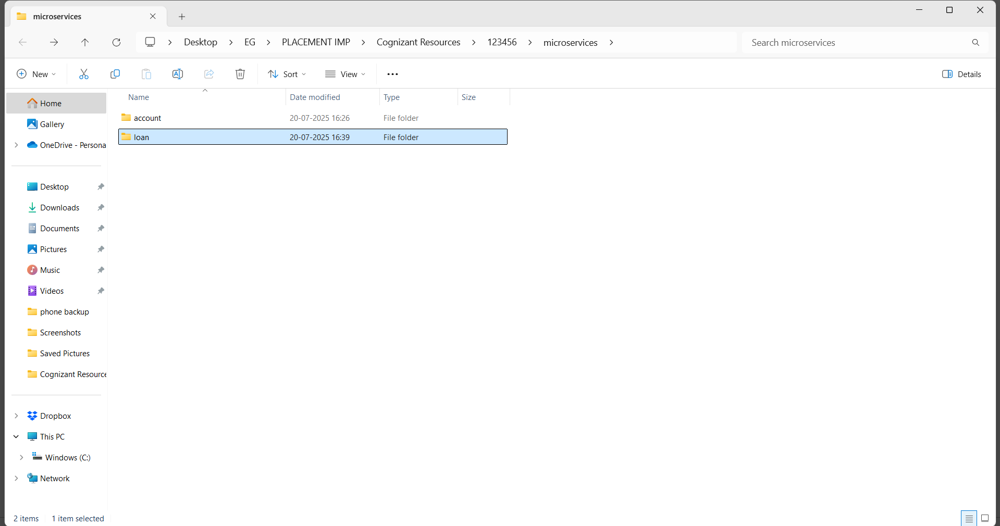 microservices
Desktop > EG > PLACEMENT IMP > Cognizant Resources > 123456 > microservices >
Search microservices
New
Sort
View
Details
Name Date modified Type Size
account 20-07-2025 16:26 File folder
loan 20-07-2025 16:39 File folder
Home
Gallery
OneDrive - Persona
Desktop
Downloads
Documents
Pictures
Music
Videos
phone backup
Screenshots
Saved Pictures
Cognizant Resource
Dropbox
This PC
Windows (C:)
Network
2 items 1 item selected